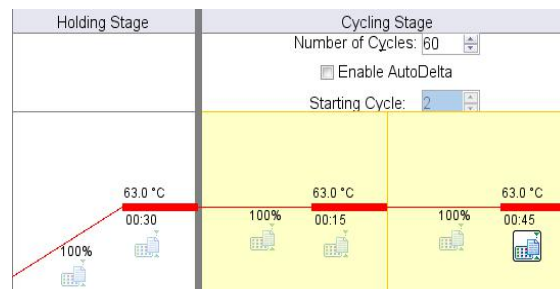 Holding Stage
Cycling Stage
Number of Cycles: 60
Enable AutoDelta
Starting Cycle: 2
63.0 °C
63.0 °C
63.0 °C
00:30
100%
00:15
100%
00:45
100%